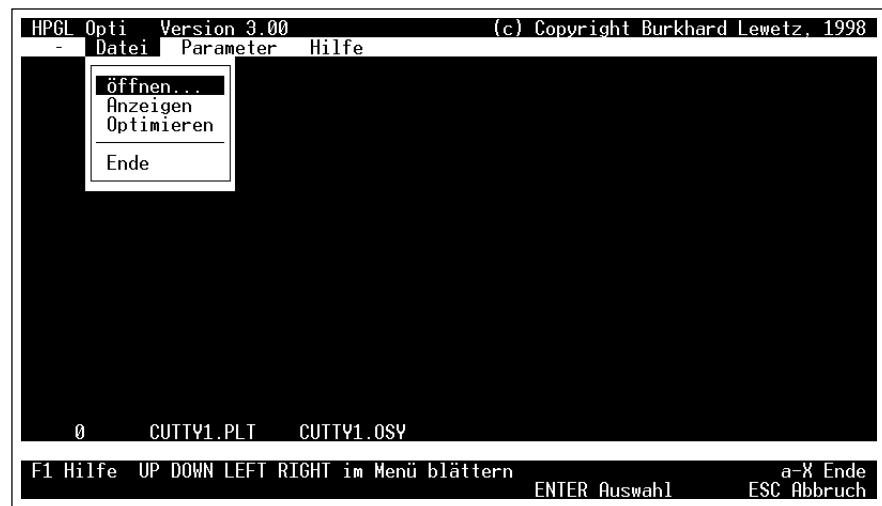 HPGL Opti Version 3.00 (c) Copyright Burkhard Lewetz, 1998
- Datei Parameter Hilfe
öffnen...
Anzeigen
Optimieren
Ende
0 CUTTY1.PLT CUTTY1.OSY
F1 Hilfe UP DOWN LEFT RIGHT im Menü blättern a-X Ende
ENTER Auswahl ESC Abbruch